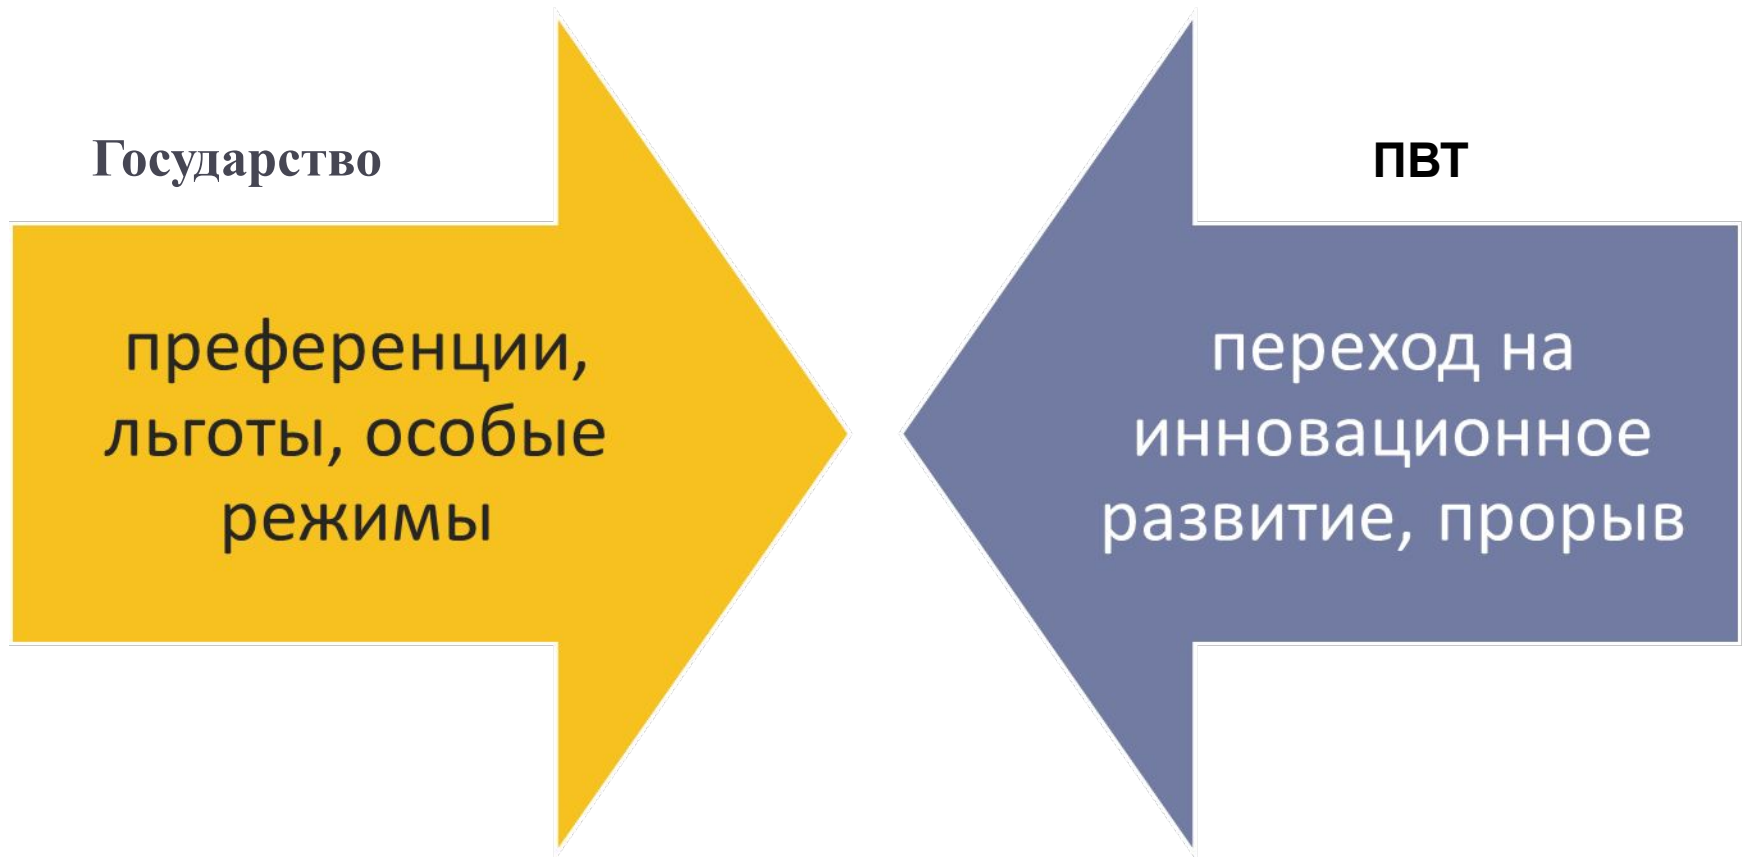 Государство
преференции,
льготы, особые
режимы
ПВТ
переход на
инновационное
развитие, прорыв